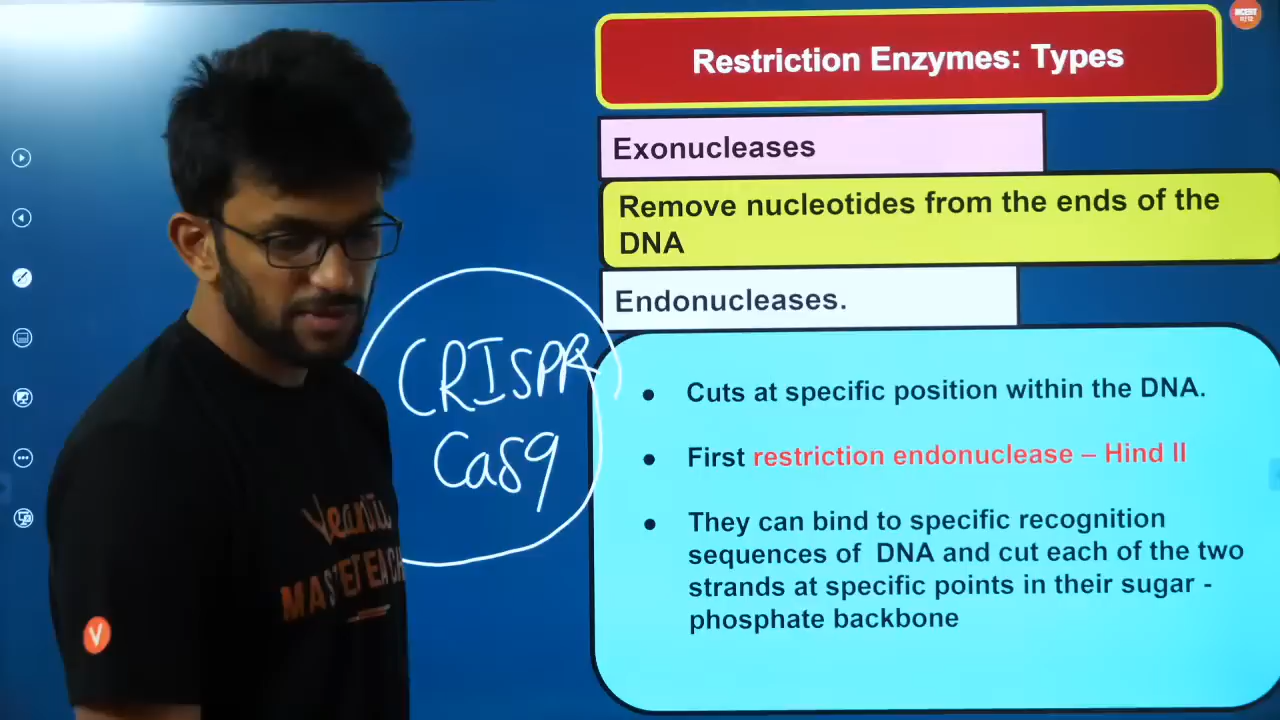 Restriction Enzymes: Types
Exonucleases
Remove nucleotides from the ends of the
DNA
Endonucleases.
• Cuts at specific position within the DNA.
• First restriction endonuclease – Hind II
• They can bind to specific recognition
sequences of DNA and cut each of the two
strands at specific points in their sugar -
phosphate backbone
CRISPR
Cas9
V